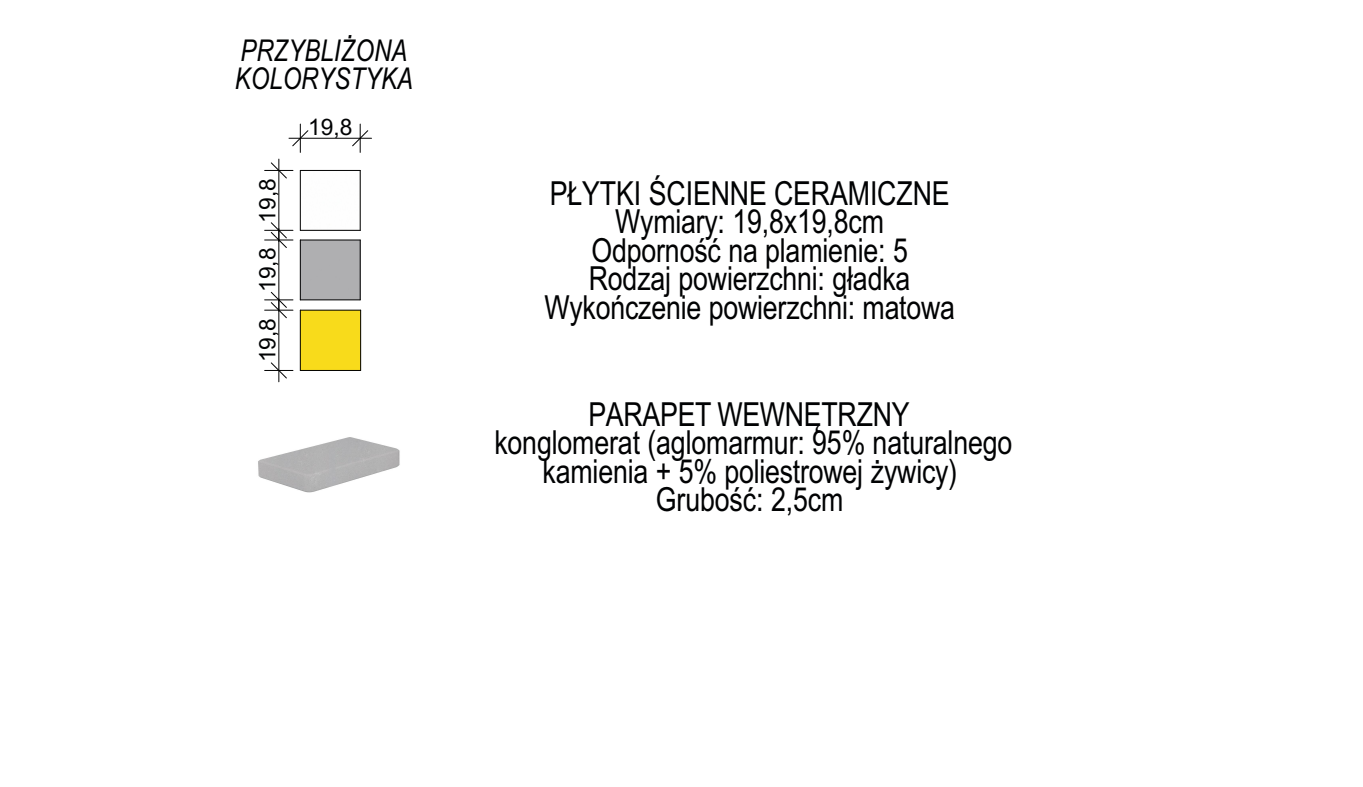 PRZYBLIŻONA
KOLORYSTYKA
19,8
19,8
19,8
19,8
PŁYTKI ŚCIENNE CERAMICZNE
Wymiary: 19,8x19,8cm
Odporność na plamienie: 5
Rodzaj powierzchni: gładka
Wykończenie powierzchni: matowa
PARAPET WEWNĘTRZNY
konglomerat (aglomarmur: 95% naturalnego
kamienia + 5% poliestrowej żywicy)
Grubość: 2,5cm